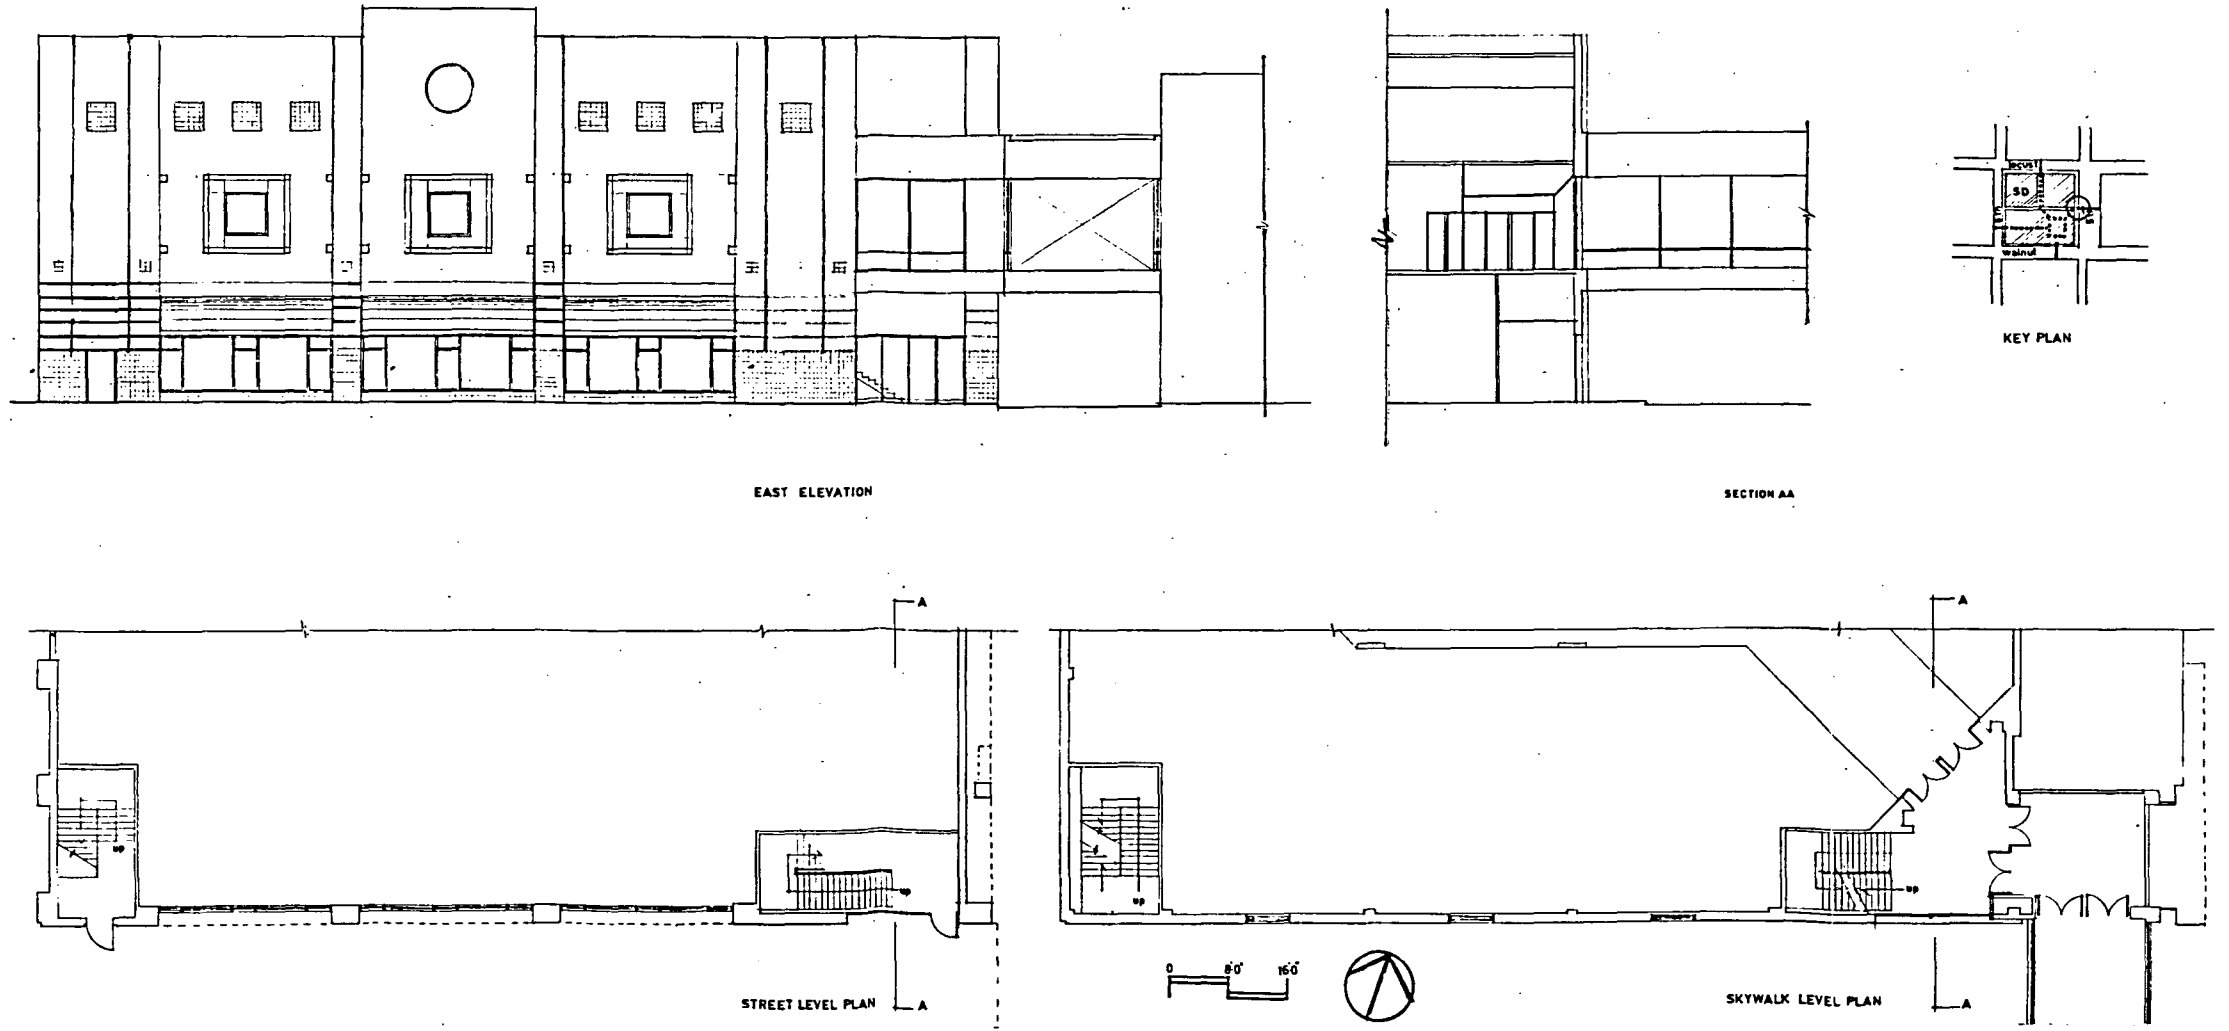 OCUST
SD
walnut
KEY PLAN
EAST ELEVATION
SECTION AA
A
A
up
up
up
up
0 8'0" 16'0"
STREET LEVEL PLAN
A
SKYWALK LEVEL PLAN
A